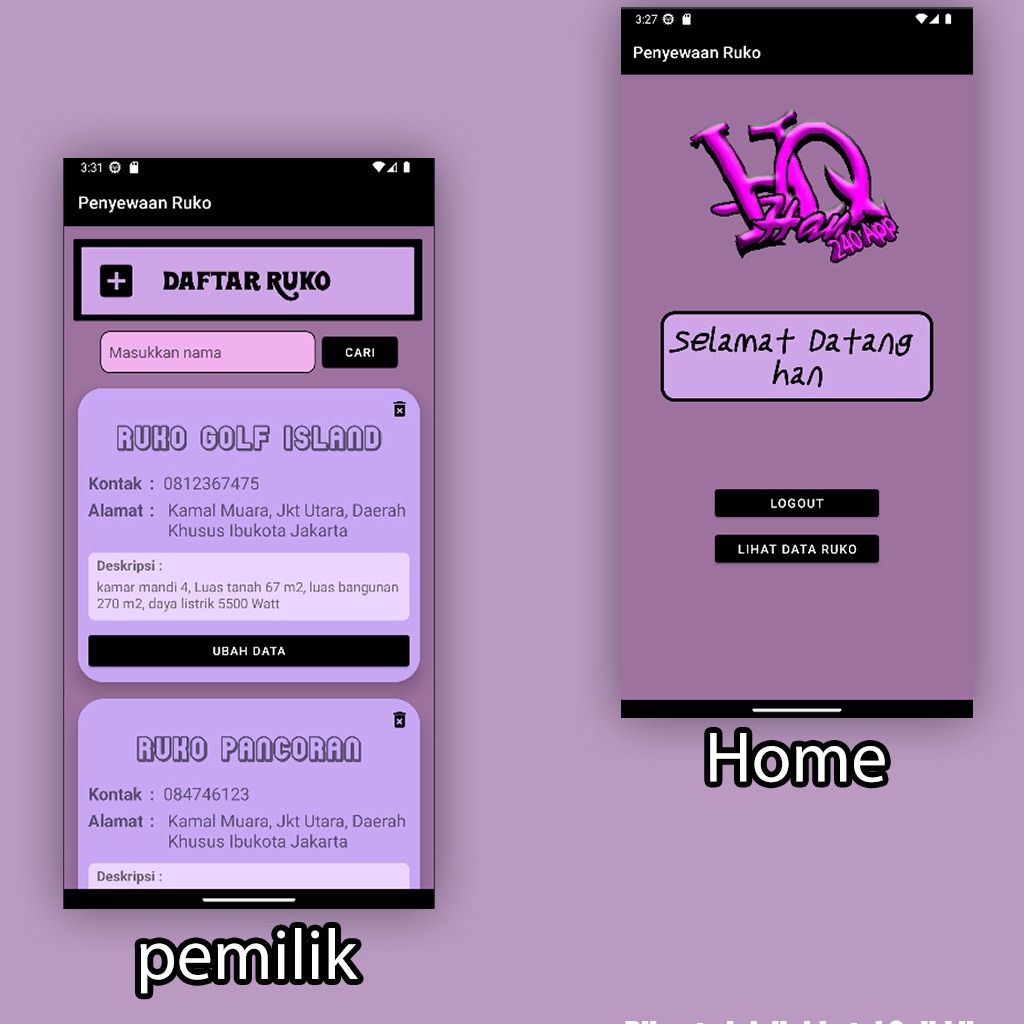 3:31
Penyewaan Ruko
DAFTAR RUKO
Masukkan nama
CARI
RUKO GOLF ISLAND
Kontak : 0812367475
Alamat : Kamal Muara, Jkt Utara, Daerah
Khusus Ibukota Jakarta
Deskripsi :
kamar mandi 4, Luas tanah 67 m2, luas bangunan
270 m2, daya listrik 5500 Watt
UBAH DATA
RUKO PANCORAN
Kontak : 084746123
Alamat : Kamal Muara, Jkt Utara, Daerah
Khusus Ibukota Jakarta
Deskripsi :
pemilik
3:27
Penyewaan Ruko
HQ
Han
240 App
Selamat Datang
han
LOGOUT
LIHAT DATA RUKO
Home